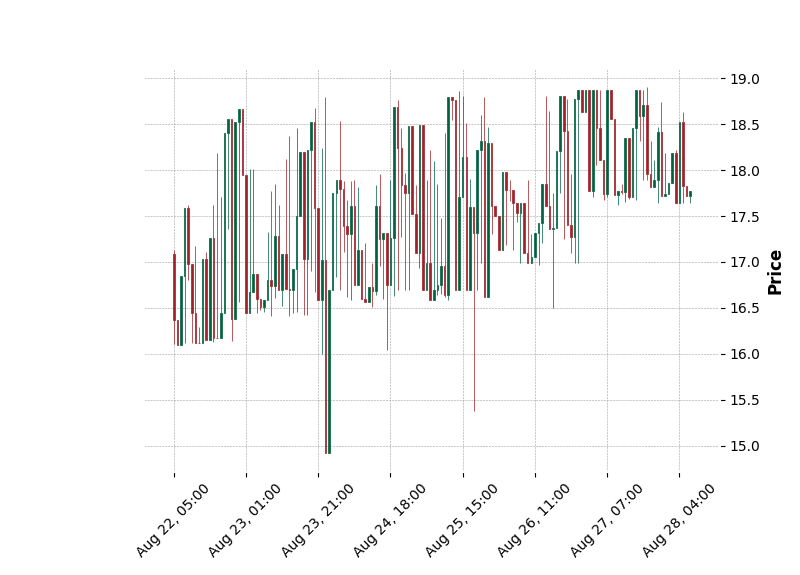 19.0
18.5
18.0
17.5
17.0
16.5
16.0
15.5
15.0
Price
Aug 22, 05:00
Aug 23, 01:00
Aug 23, 21:00
Aug 24, 18:00
Aug 25, 15:00
Aug 26, 11:00
Aug 27, 07:00
Aug 28, 04:00